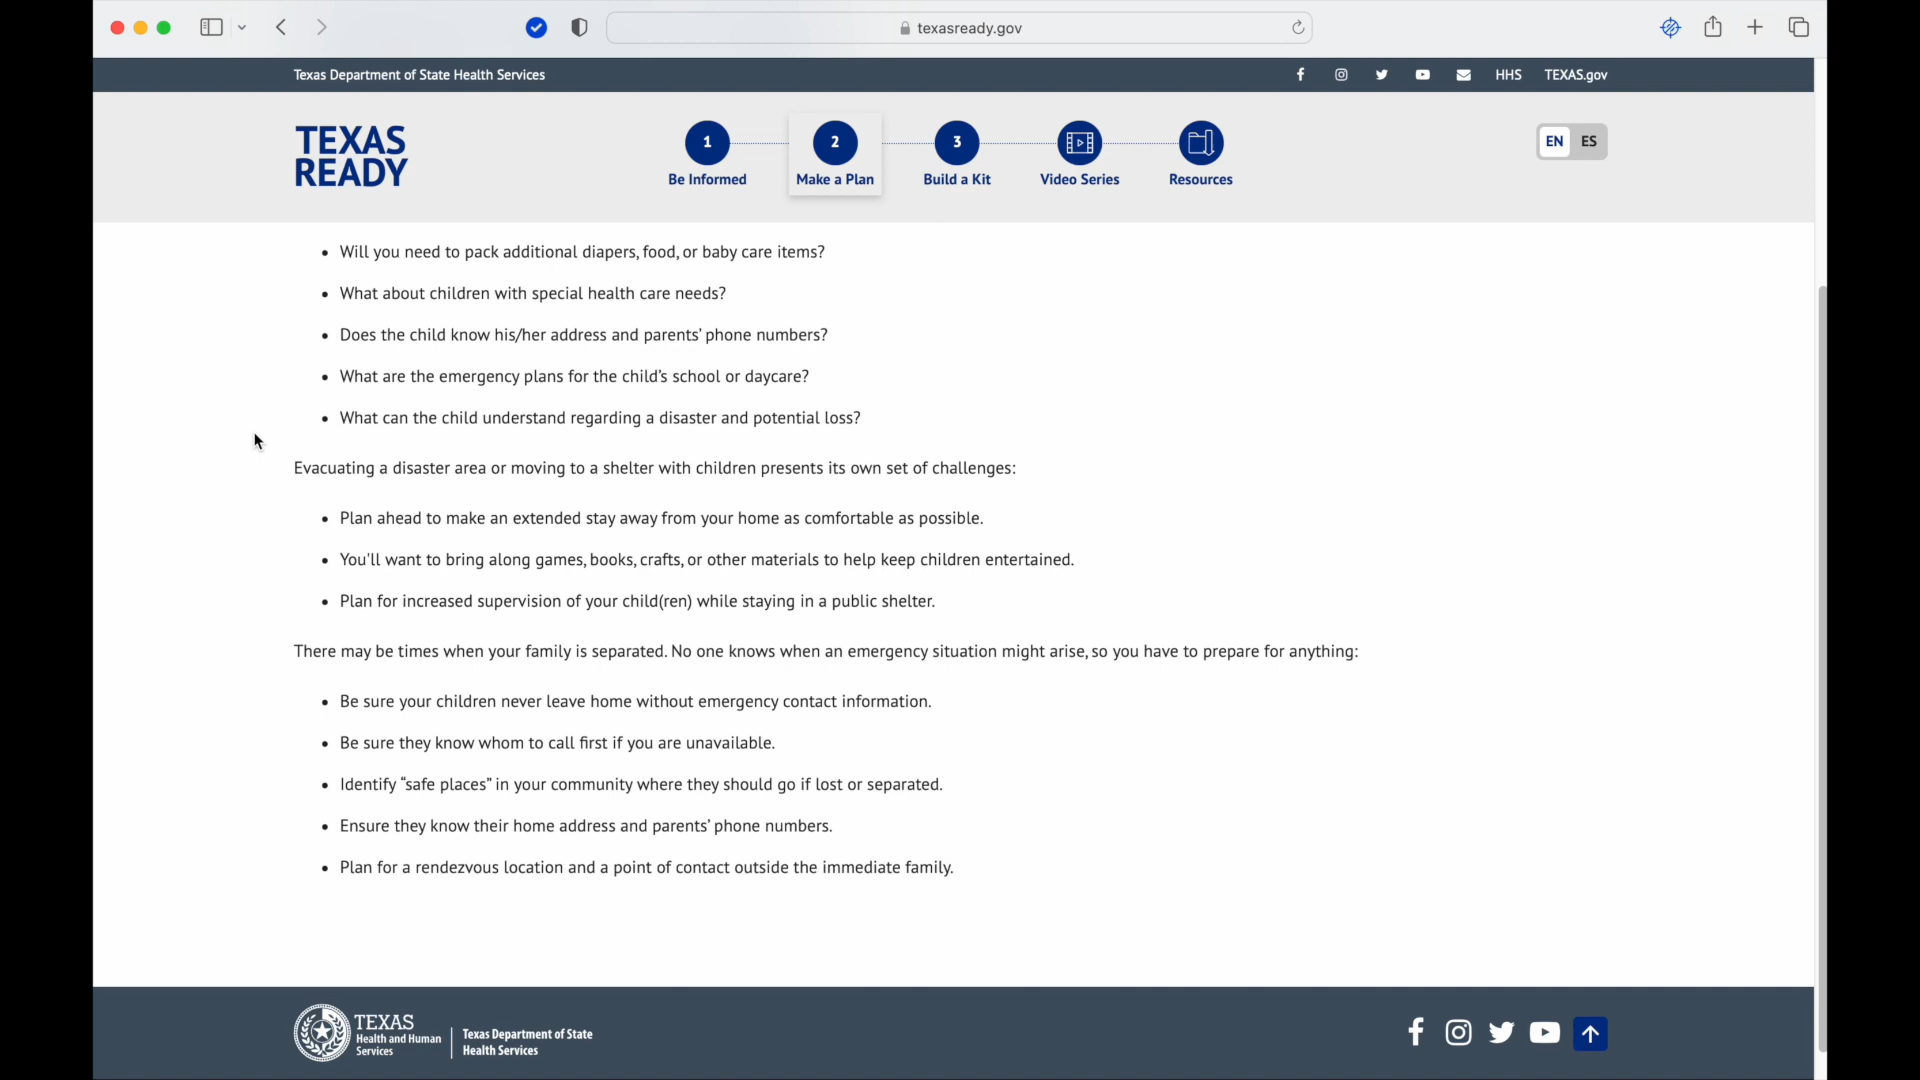 texasready.gov
Texas Department of State Health Services
HHS
TEXAS.gov
TEXAS
READY
1
Be Informed
2
Make a Plan
3
Build a Kit
Video Series
Resources
EN
ES
• Will you need to pack additional diapers, food, or baby care items?
• What about children with special health care needs?
• Does the child know his/her address and parents’ phone numbers?
• What are the emergency plans for the child’s school or daycare?
• What can the child understand regarding a disaster and potential loss?
Evacuating a disaster area or moving to a shelter with children presents its own set of challenges:
• Plan ahead to make an extended stay away from your home as comfortable as possible.
• You'll want to bring along games, books, crafts, or other materials to help keep children entertained.
• Plan for increased supervision of your child(ren) while staying in a public shelter.
There may be times when your family is separated. No one knows when an emergency situation might arise, so you have to prepare for anything:
• Be sure your children never leave home without emergency contact information.
• Be sure they know whom to call first if you are unavailable.
• Identify “safe places” in your community where they should go if lost or separated.
• Ensure they know their home address and parents’ phone numbers.
• Plan for a rendezvous location and a point of contact outside the immediate family.
TEXAS
Health and Human
Services
Texas Department of State
Health Services